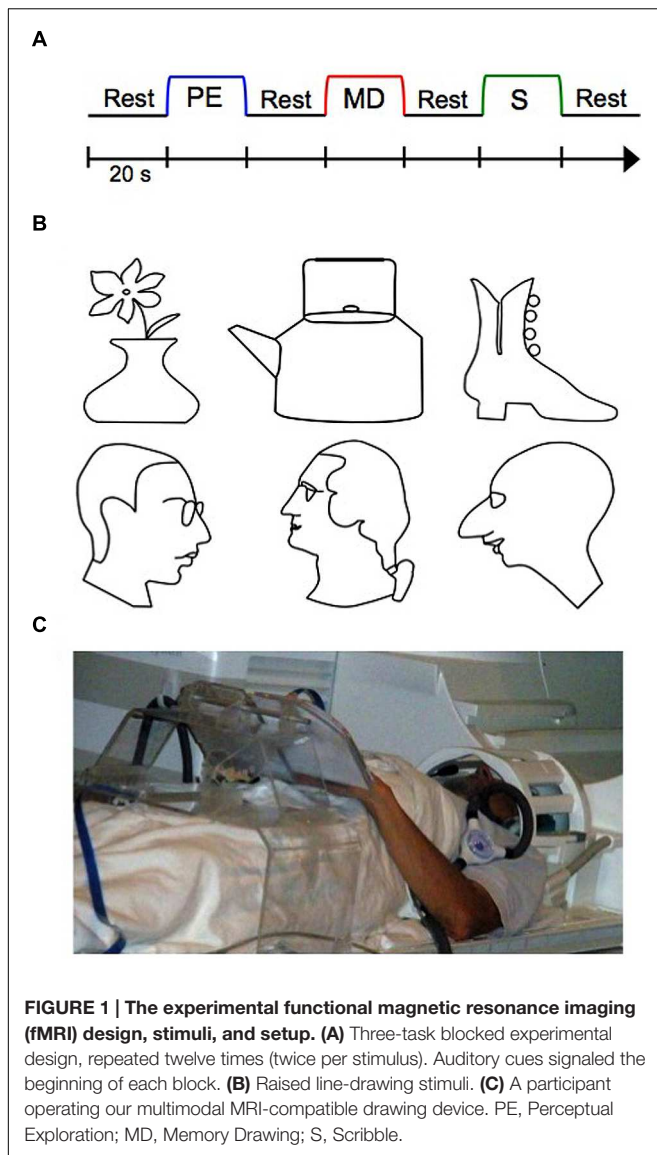 A
Rest PE Rest MD Rest S Rest
20 s
B
C
FIGURE 1 | The experimental functional magnetic resonance imaging
(fMRI) design, stimuli, and setup. (A) Three-task blocked experimental
design, repeated twelve times (twice per stimulus). Auditory cues signaled the
beginning of each block. (B) Raised line-drawing stimuli. (C) A participant
operating our multimodal MRI-compatible drawing device. PE, Perceptual
Exploration; MD, Memory Drawing; S, Scribble.